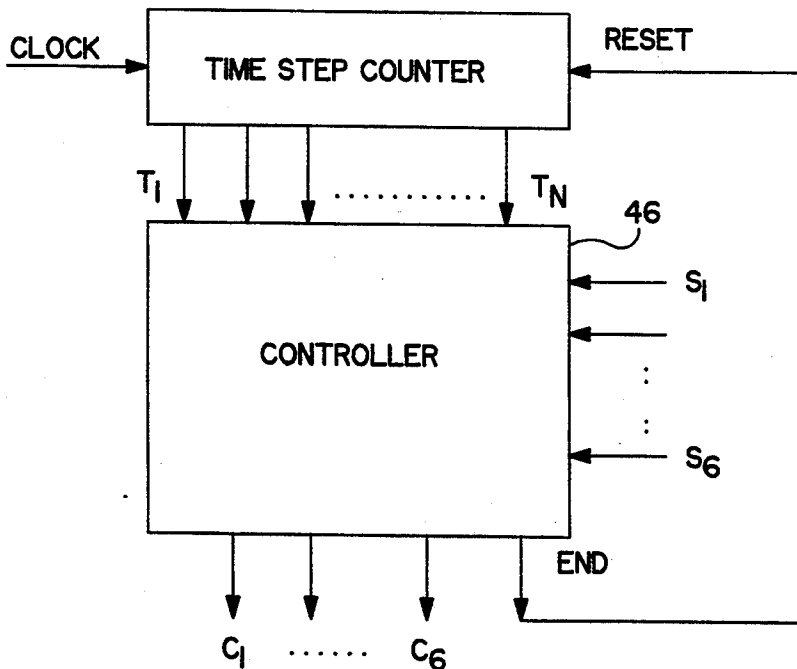 CLOCK
TIME STEP COUNTER
RESET
T1 ........... TN
46
S1
CONTROLLER
:
:
S6
END
C1 ...... C6